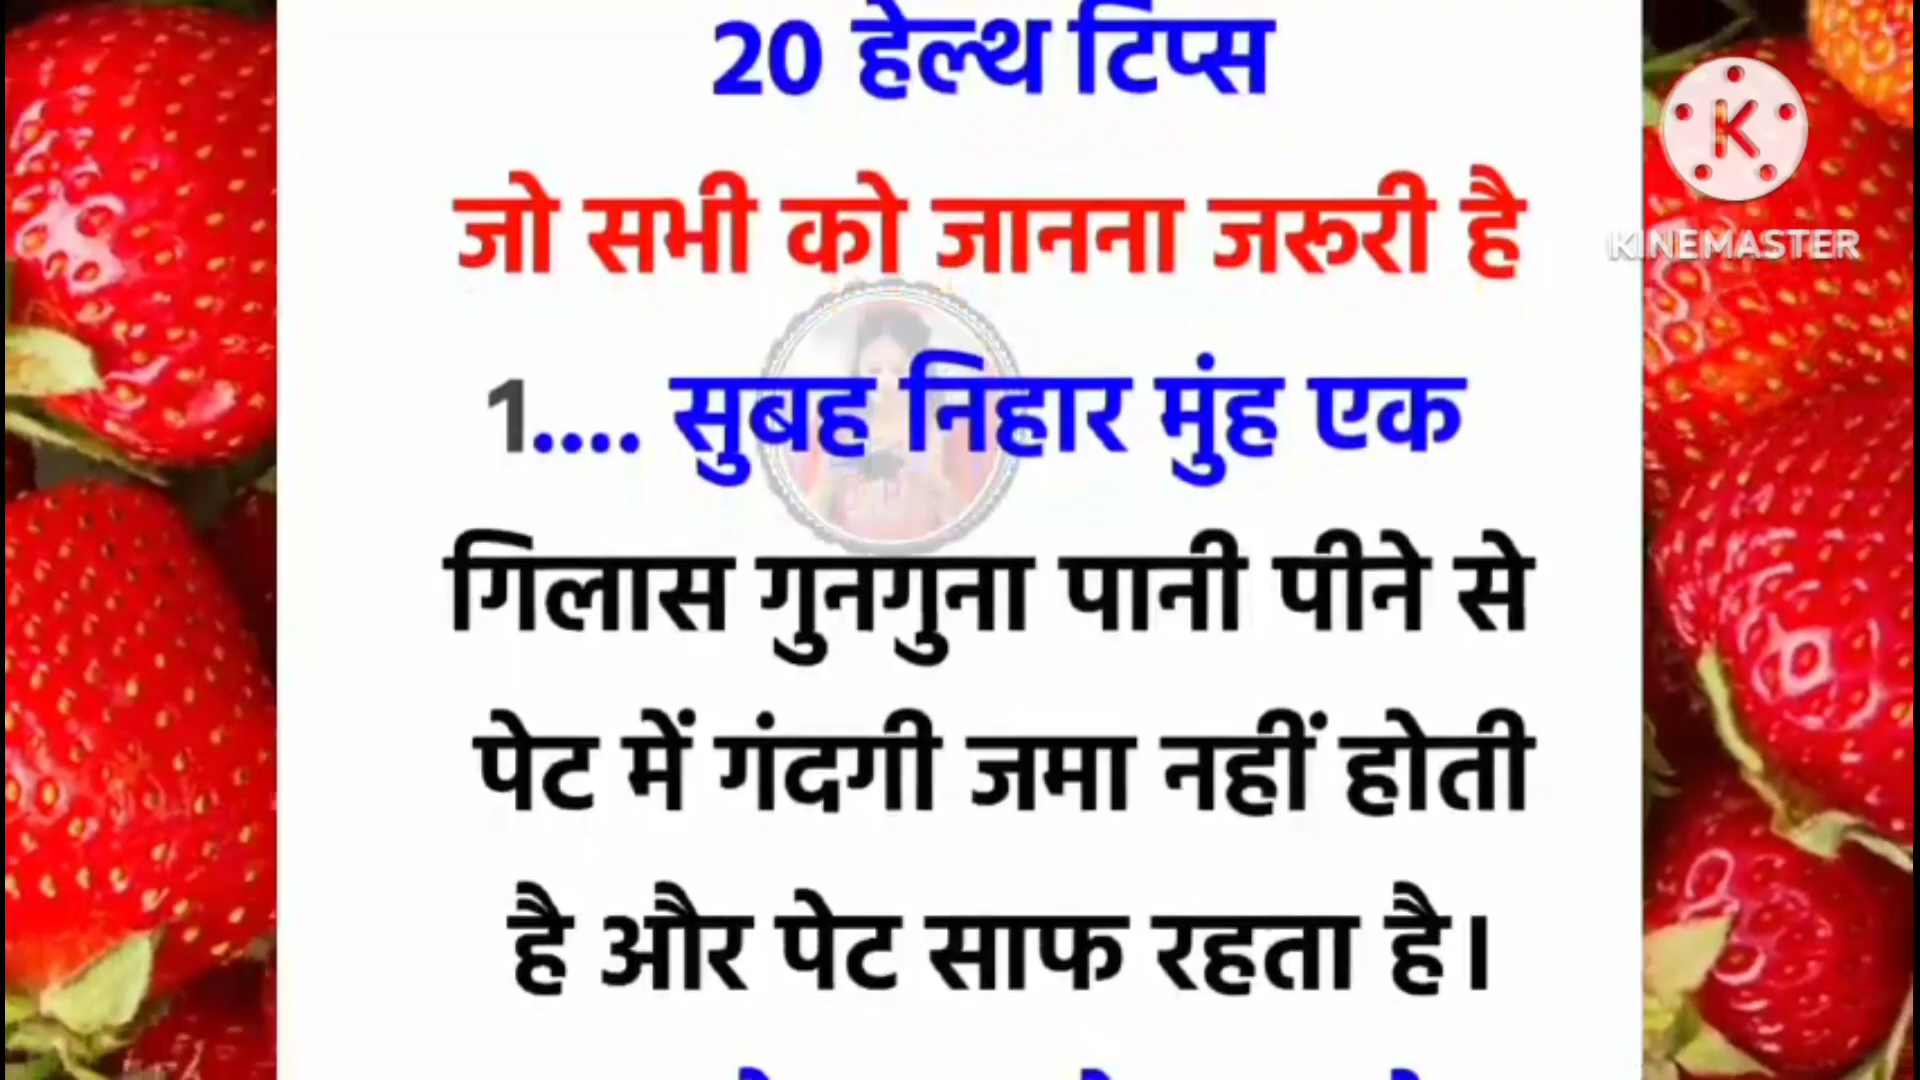 20 हेल्थ टिप्स
जो सभी को जानना जरूरी है
1.... सुबह निहार मुंह एक
गिलास गुनगुना पानी पीने से
पेट में गंदगी जमा नहीं होती
है और पेट साफ रहता है।
K
KINEMASTER